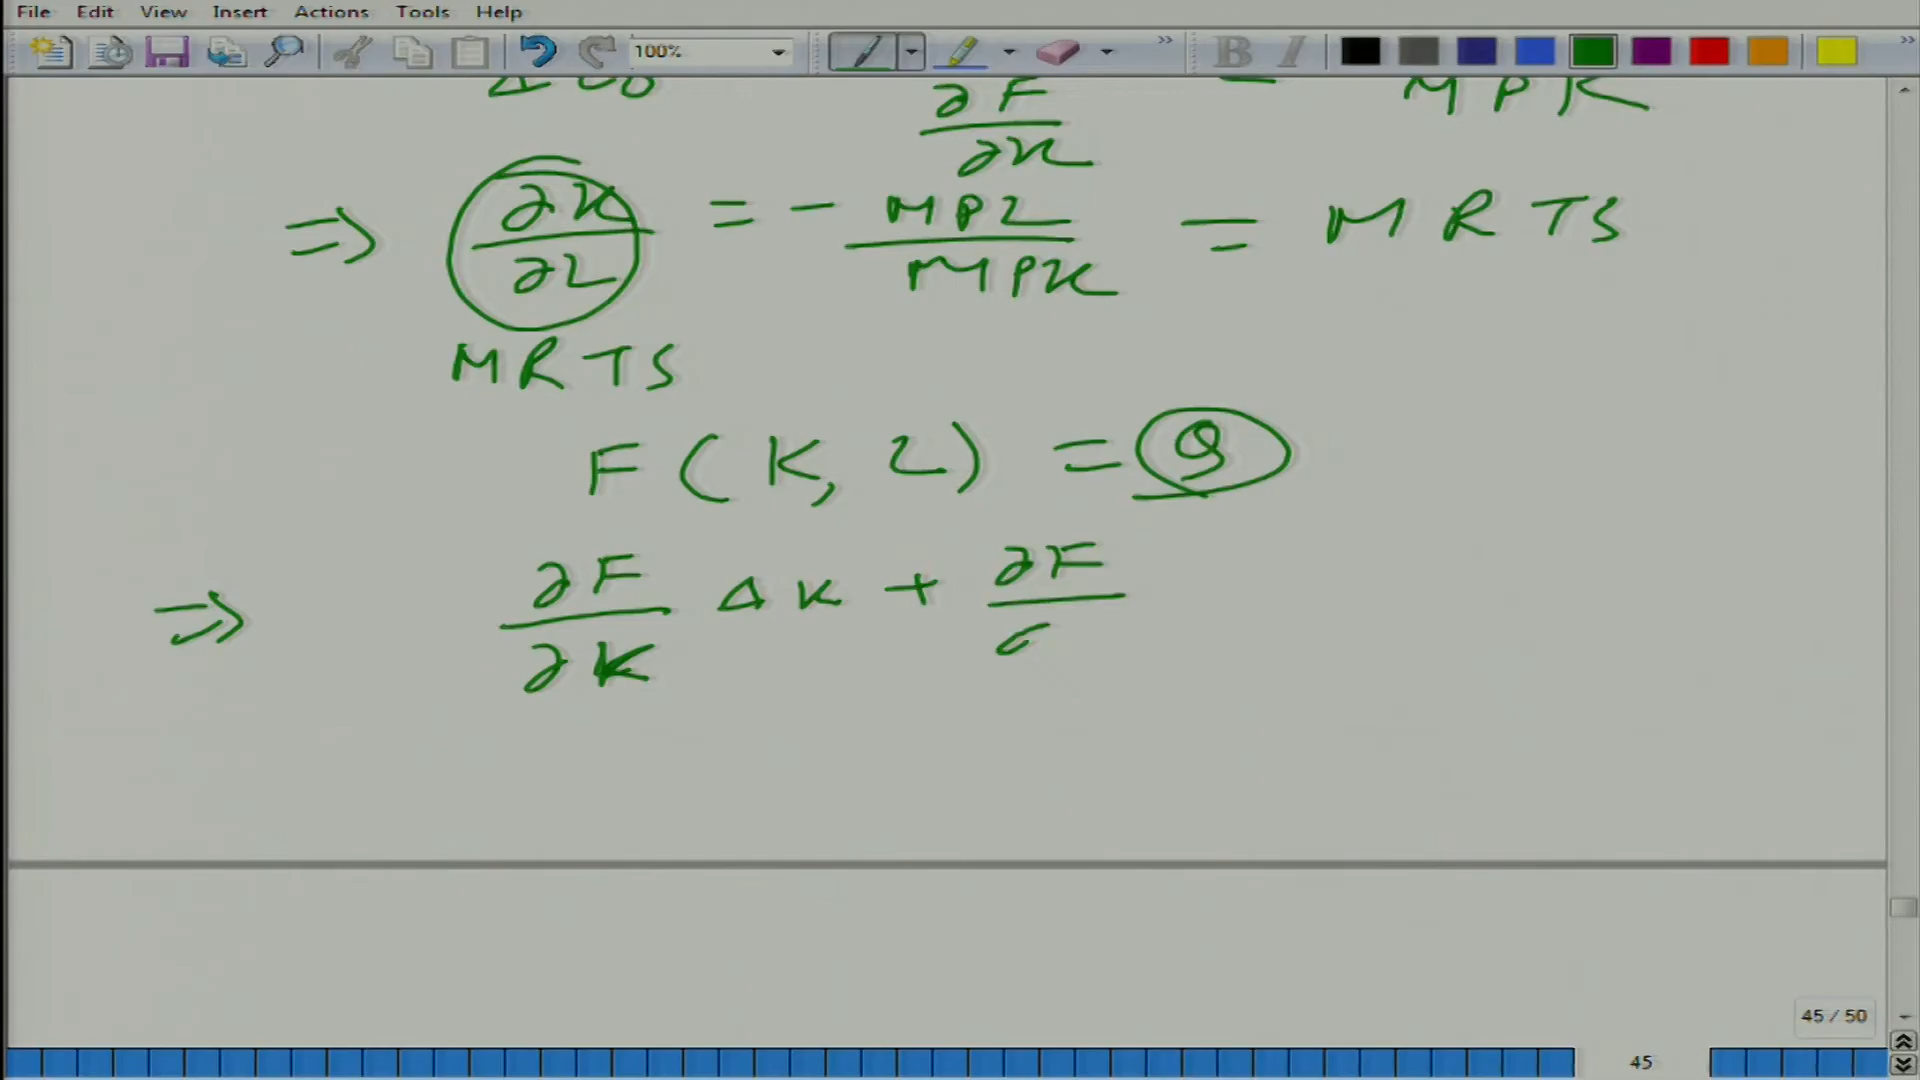 File Edit View Insert Actions Tools Help
100%
∂F/∂K = MPK
⇒ ∂K/∂L = - MPL/MPK = MRTS
MRTS
F(K, L) = Q
⇒ ∂F/∂K ΔK + ∂F/
45 / 50
45